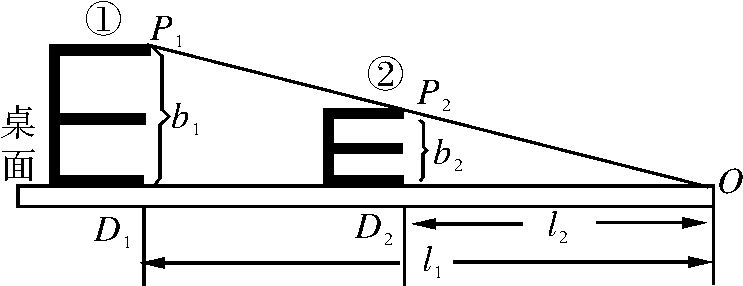 ①
P₁
②
P₂
桌面
b₁
b₂
O
D₁
D₂
l₂
l₁